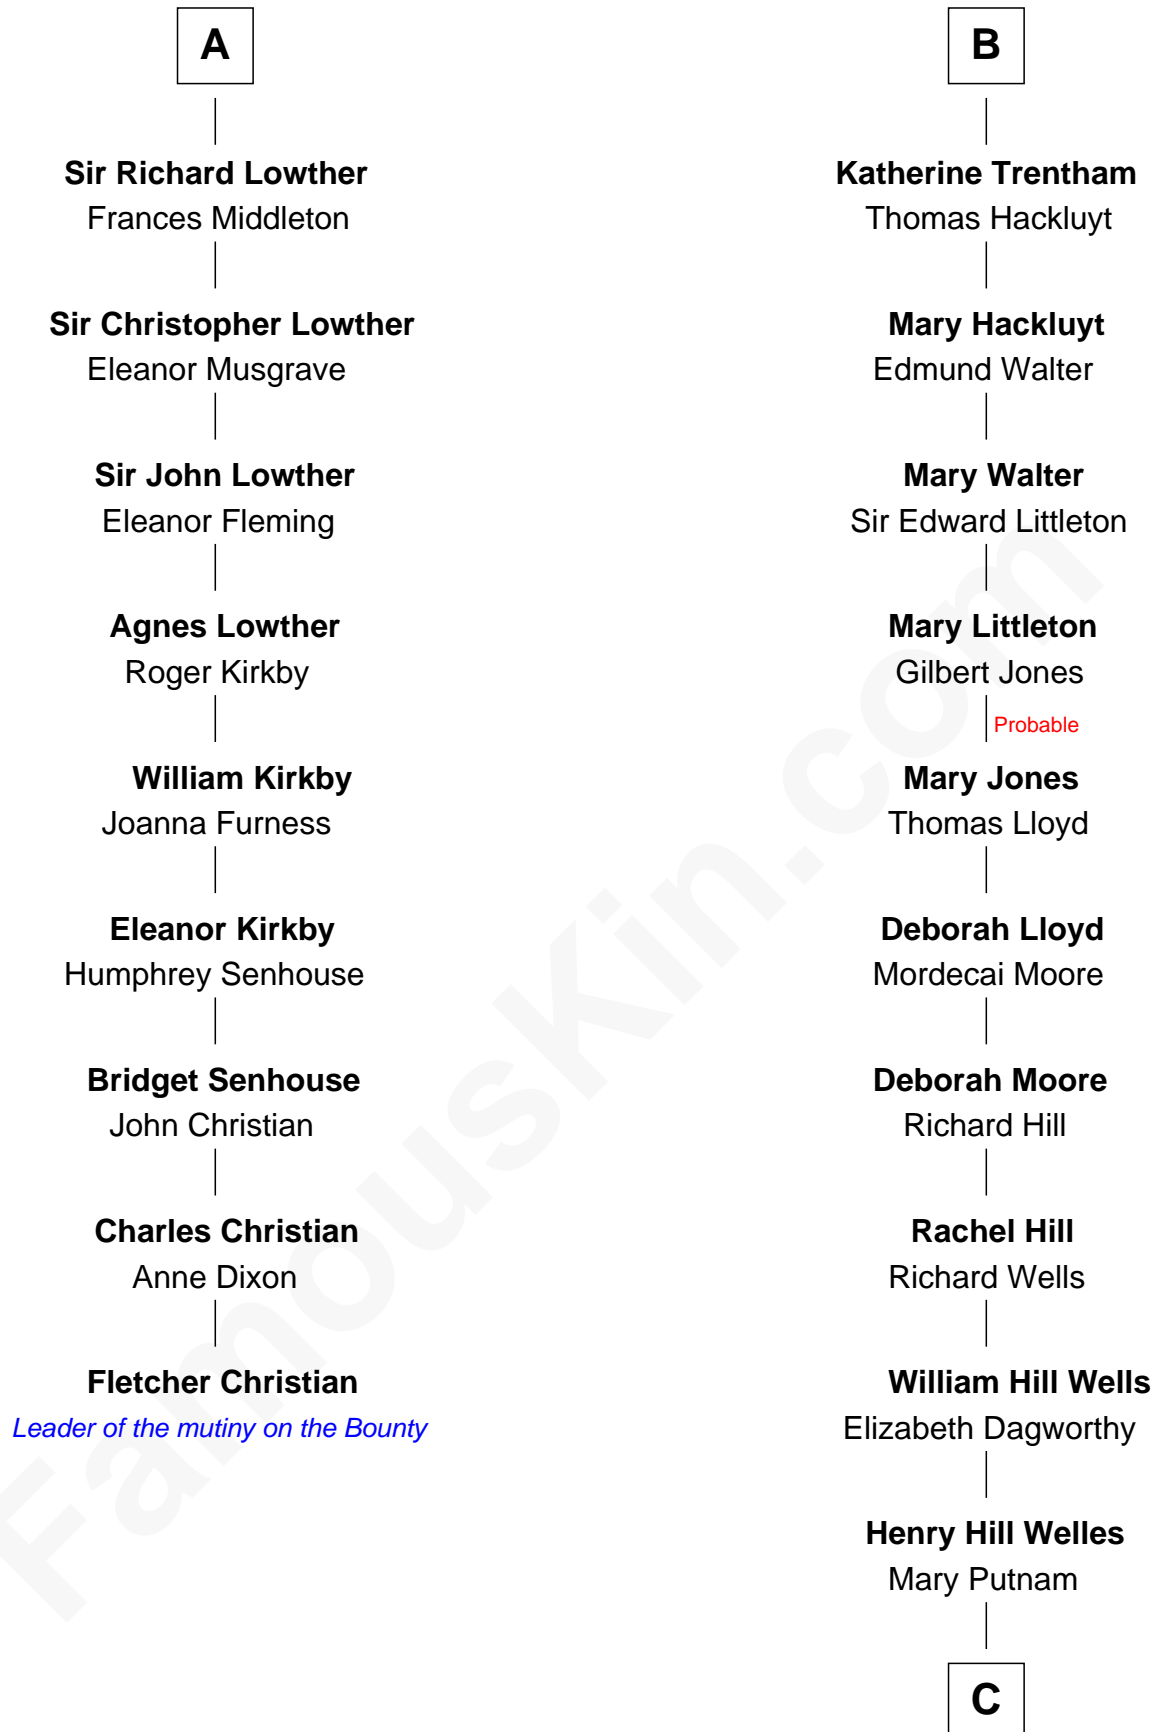 A
Sir Richard Lowther
Frances Middleton
Sir Christopher Lowther
Eleanor Musgrave
Sir John Lowther
Eleanor Fleming
Agnes Lowther
Roger Kirkby
William Kirkby
Joanna Furness
Eleanor Kirkby
Humphrey Senhouse
Bridget Senhouse
John Christian
Charles Christian
Anne Dixon
Fletcher Christian
Leader of the mutiny on the Bounty
B
Katherine Trentham
Thomas Hackluyt
Mary Hackluyt
Edmund Walter
Mary Walter
Sir Edward Littleton
Mary Littleton
Gilbert Jones
Probable
Mary Jones
Thomas Lloyd
Deborah Lloyd
Mordecai Moore
Deborah Moore
Richard Hill
Rachel Hill
Richard Wells
William Hill Wells
Elizabeth Dagworthy
Henry Hill Welles
Mary Putnam
C
FamousKin.com